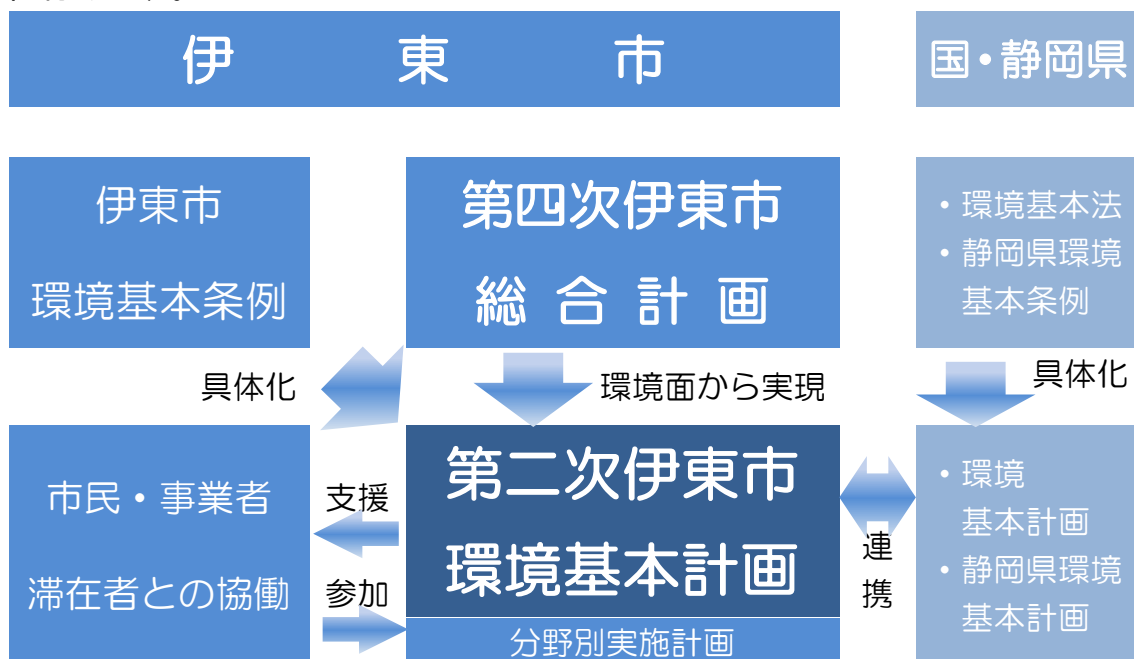 伊東市
国・静岡県
伊東市
環境基本条例
第四次伊東市
総合計画
・環境基本法
・静岡県環境
基本条例
具体化
環境面から実現
具体化
市民・事業者
滞在者との協働
支援
参加
第二次伊東市
環境基本計画
分野別実施計画
連
携
・環境
基本計画
・静岡県環境
基本計画